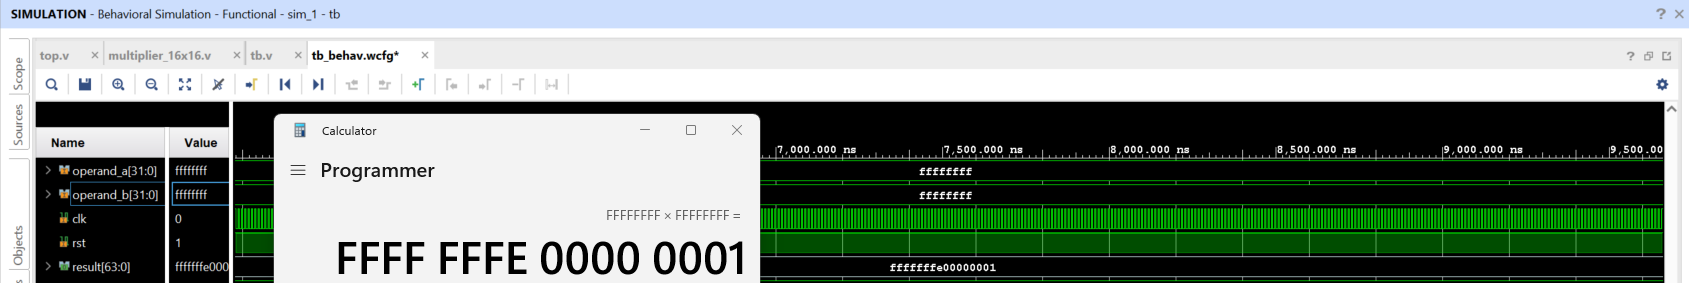 SIMULATION - Behavioral Simulation - Functional - sim_1 - tb
? ×
Scope
Sources
Objects
top.v × multiplier_16x16.v × tb.v × tb_behav.wcfg* ×
?
Name Value
operand_a[31:0] ffffffff
operand_b[31:0] ffffffff
clk 0
rst 1
result[63:0] fffffffe000
Calculator
Programmer
FFFFFFFF × FFFFFFFF =
FFFF FFFE 0000 0001
7,000.000 ns 7,500.000 ns 8,000.000 ns 8,500.000 ns 9,000.000 ns 9,500.00
ffffffff
ffffffff
fffffffe00000001